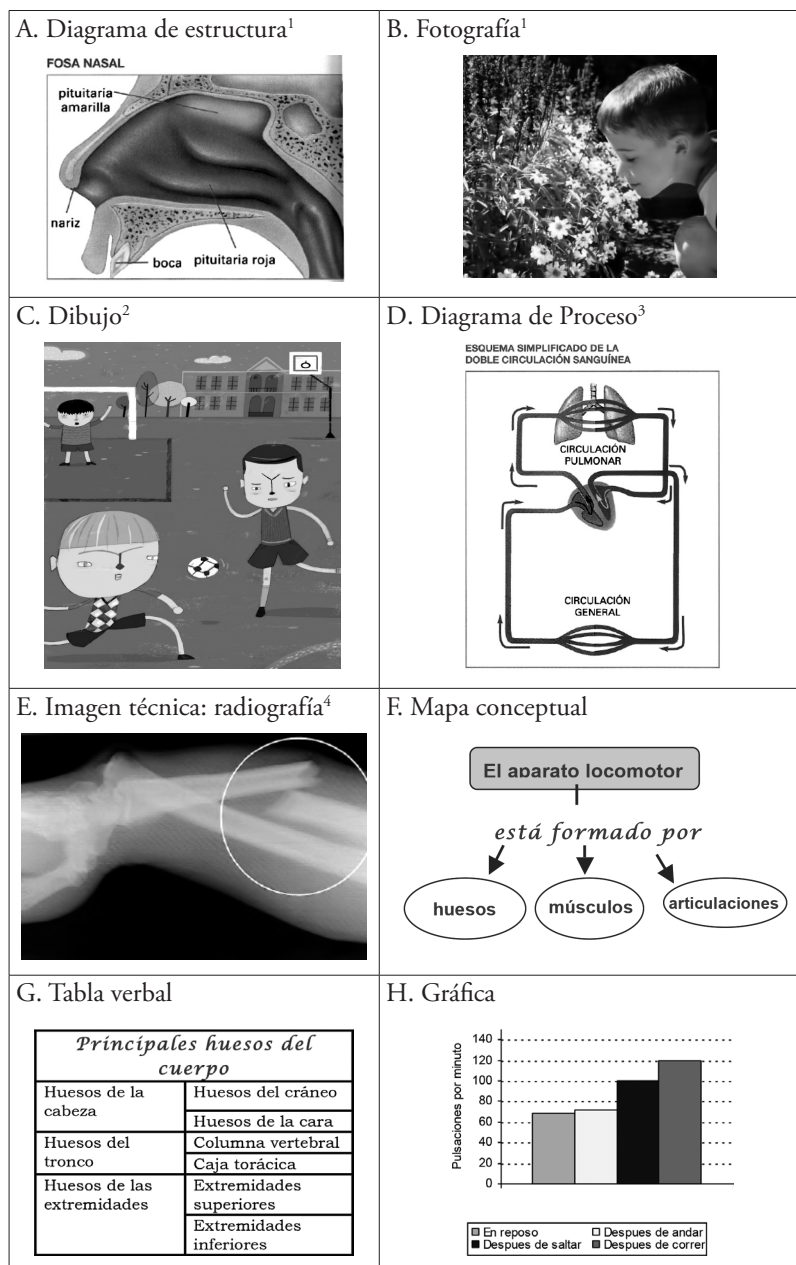 A. Diagrama de estructura¹
FOSA NASAL
pituitaria
amarilla
nariz
boca
pituitaria roja
B. Fotografía¹
C. Dibujo²
D. Diagrama de Proceso³
ESQUEMA SIMPLIFICADO DE LA
DOBLE CIRCULACIÓN SANGUÍNEA
CIRCULACIÓN
PULMONAR
CIRCULACIÓN
GENERAL
E. Imagen técnica: radiografía⁴
F. Mapa conceptual
El aparato locomotor
está formado por
huesos
músculos
articulaciones
G. Tabla verbal
Principales huesos del
cuerpo
Huesos de la
cabeza
Huesos del cráneo
Huesos de la cara
Huesos del
tronco
Columna vertebral
Caja torácica
Huesos de las
extremidades
Extremidades
superiores
Extremidades
inferiores
H. Gráfica
Pulsaciones por minuto
140
120
100
80
60
40
20
0
En reposo
Despues de andar
Despues de saltar
Despues de correr